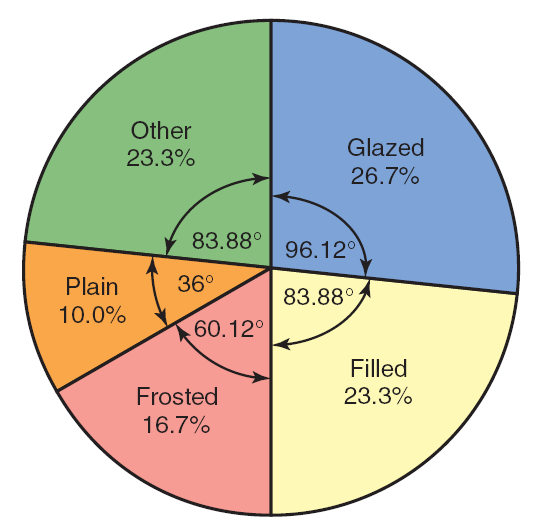 Other
23.3%
Glazed
26.7%
83.88°
96.12°
Plain
10.0%
36°
83.88°
60.12°
Filled
23.3%
Frosted
16.7%